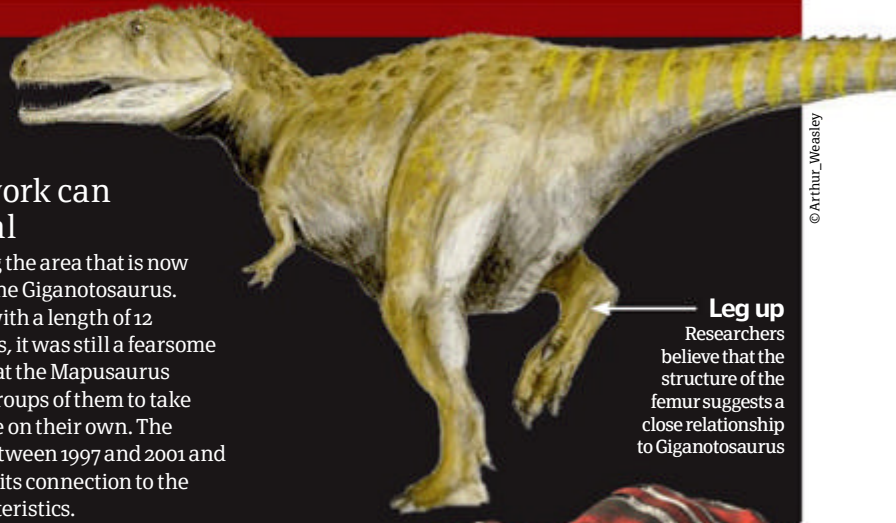 work can
al
g the area that is now
he Giganotosaurus.
with a length of 12
s, it was still a fearsome
at the Mapusaurus
roups of them to take
e on their own. The
etween 1997 and 2001 and
its connection to the
teristics.
Leg up
Researchers
believe that the
structure of the
femur suggests a
close relationship
to Giganotosaurus
© Arthur_Weasley